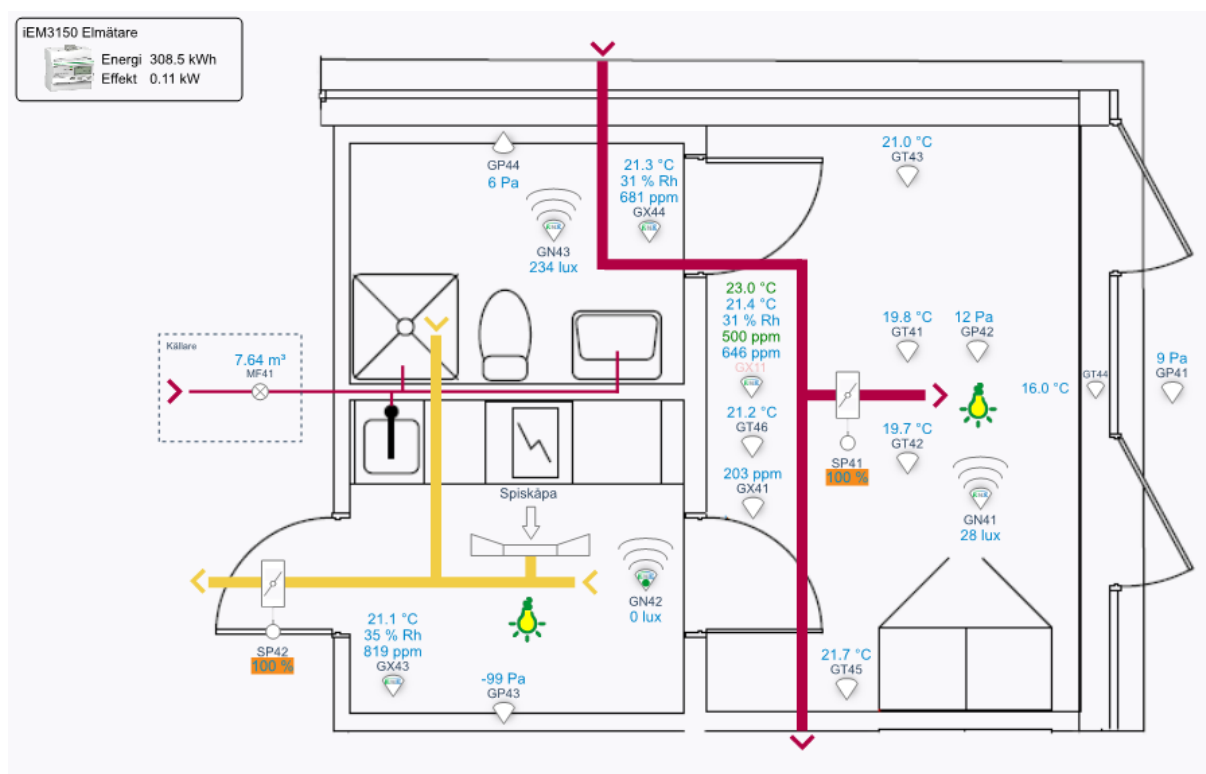 iEM3150 Elmätare
Energi 308.5 kWh
Effekt 0.11 kW
GP44
6 Pa
GN43
234 lux
21.3 °C
31 % Rh
681 ppm
GX44
21.0 °C
GT43
23.0 °C
21.4 °C
31 % Rh
500 ppm
646 ppm
GX11
21.2 °C
GT46
203 ppm
GX41
19.8 °C
GT41
12 Pa
GP42
9 Pa
GP41
GT44
16.0 °C
Källare
7.64 m³
MF41
SP41
100 %
19.7 °C
GT42
GN41
28 lux
Spiskåpa
GN42
0 lux
SP42
100 %
21.1 °C
35 % Rh
819 ppm
GX43
-99 Pa
GP43
21.7 °C
GT45